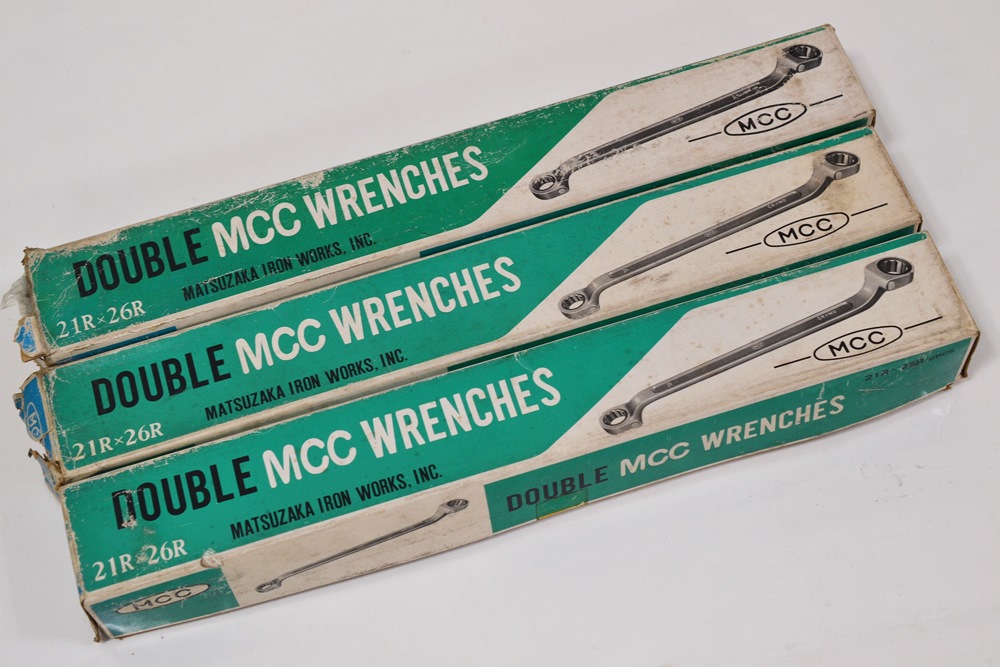 DOUBLE MCC WRENCHES
MATSUZAKA IRON WORKS, INC.
21R×26R
MCC
DOUBLE MCC WRENCHES
MATSUZAKA IRON WORKS, INC.
21R×26R
MCC
DOUBLE MCC WRENCHES
MATSUZAKA IRON WORKS, INC.
21R×26R
MCC
MCC
DOUBLE MCC WRENCHES